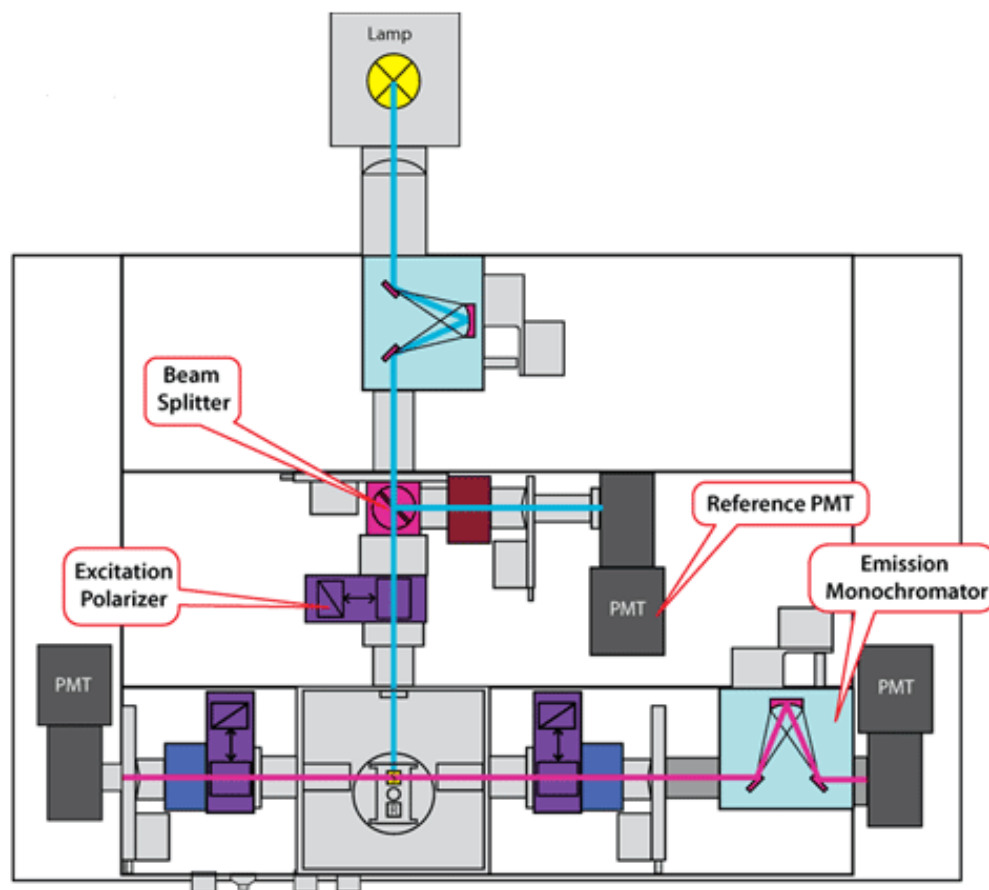 Lamp
Beam
Splitter
Reference PMT
Excitation
Polarizer
Emission
Monochromator
PMT
PMT
PMT